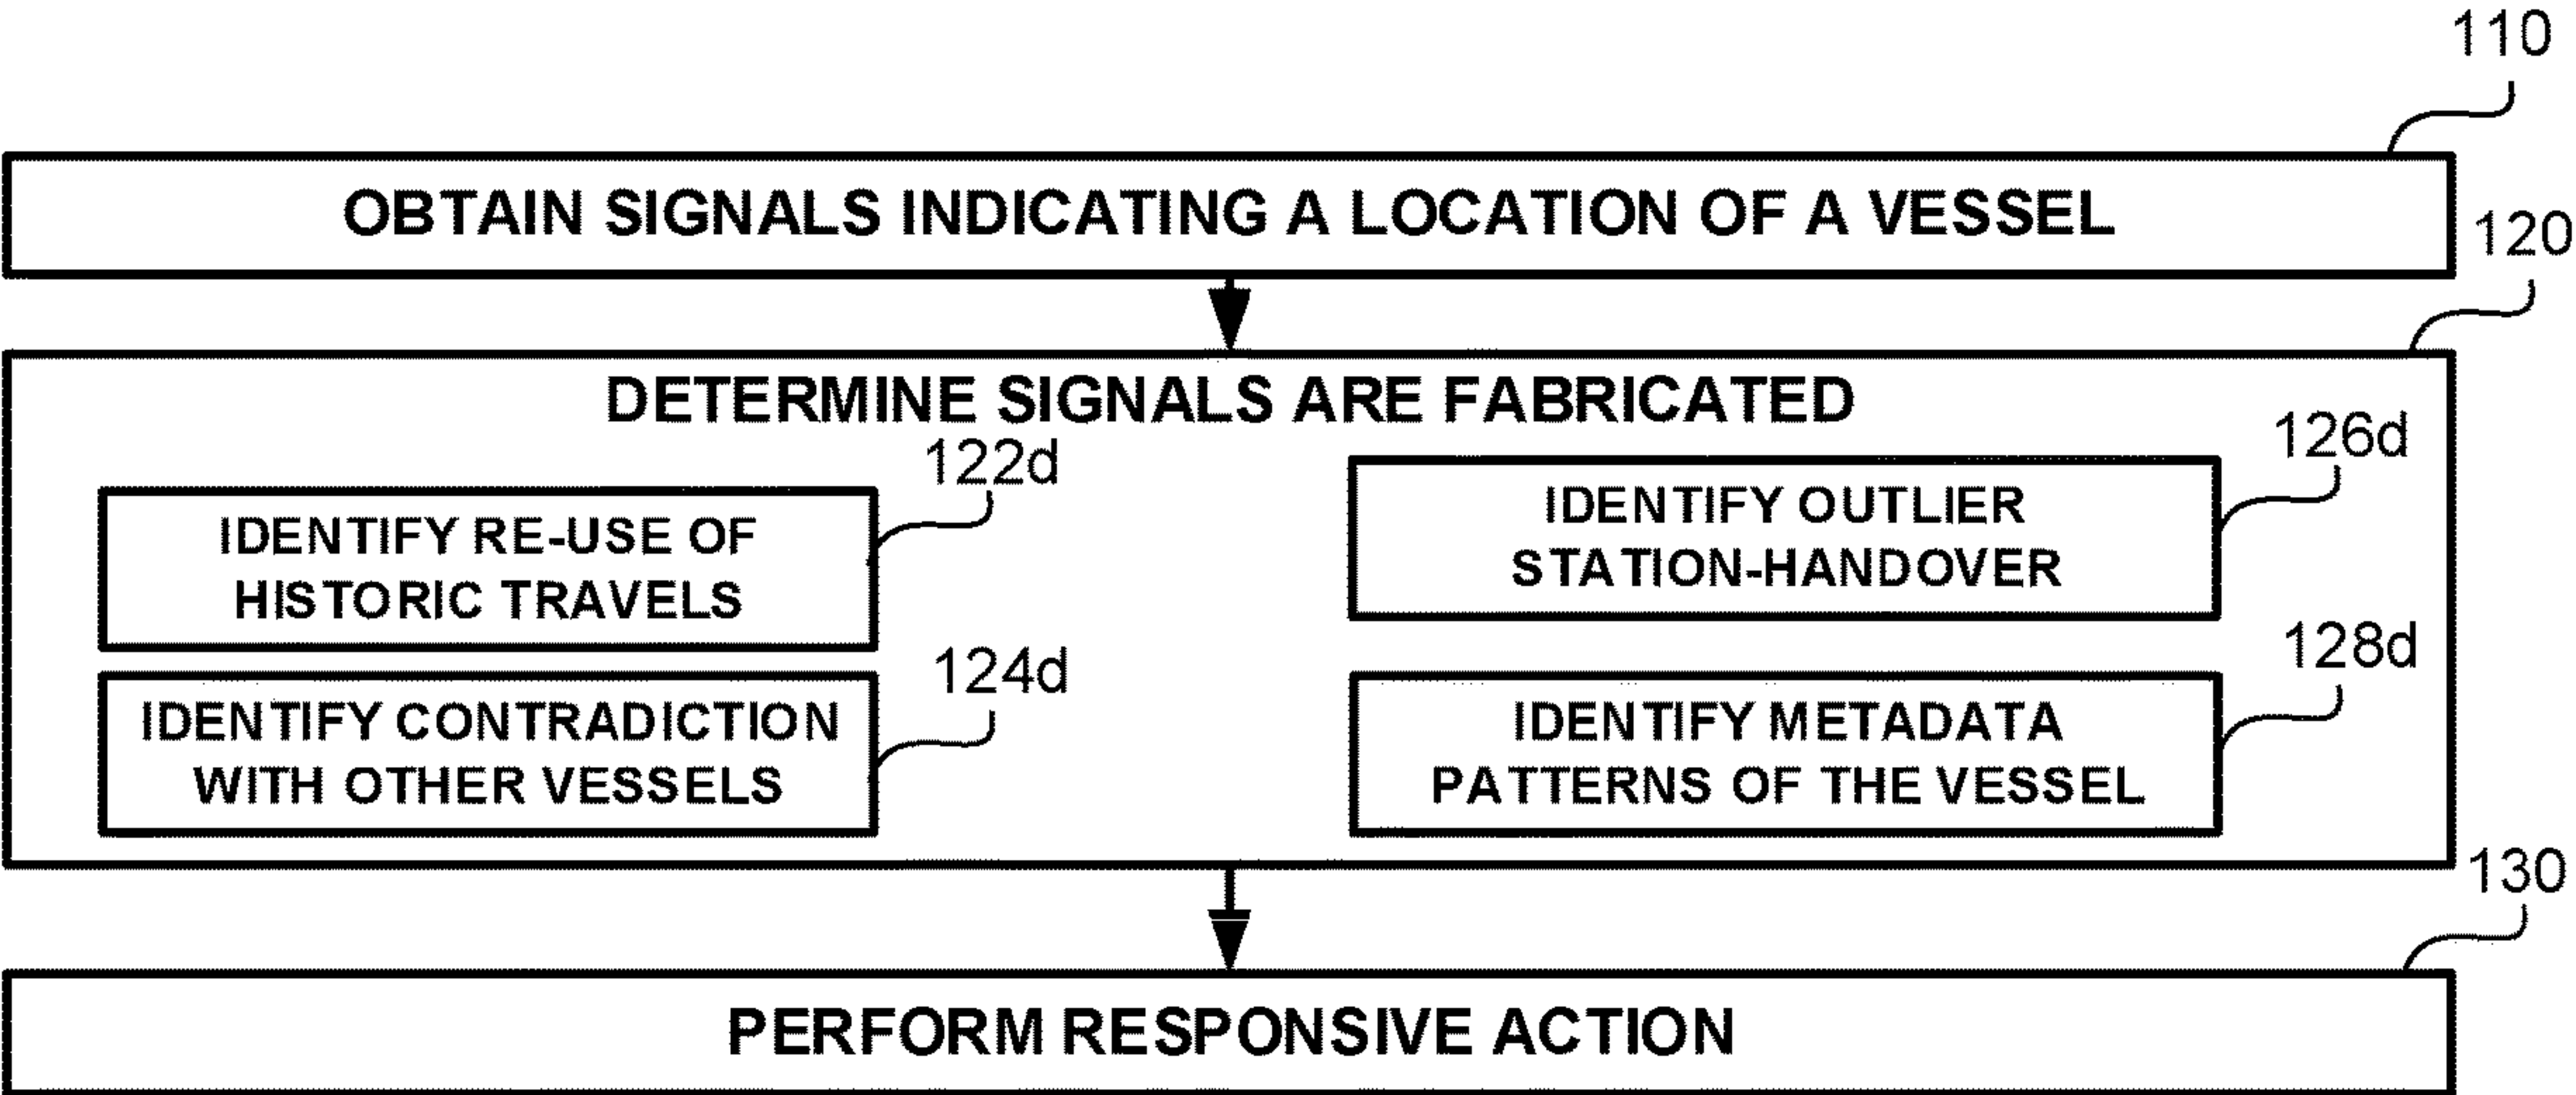 110
OBTAIN SIGNALS INDICATING A LOCATION OF A VESSEL
120
DETERMINE SIGNALS ARE FABRICATED
122d
IDENTIFY RE-USE OF
HISTORIC TRAVELS
124d
IDENTIFY CONTRADICTION
WITH OTHER VESSELS
126d
IDENTIFY OUTLIER
STATION-HANDOVER
128d
IDENTIFY METADATA
PATTERNS OF THE VESSEL
130
PERFORM RESPONSIVE ACTION